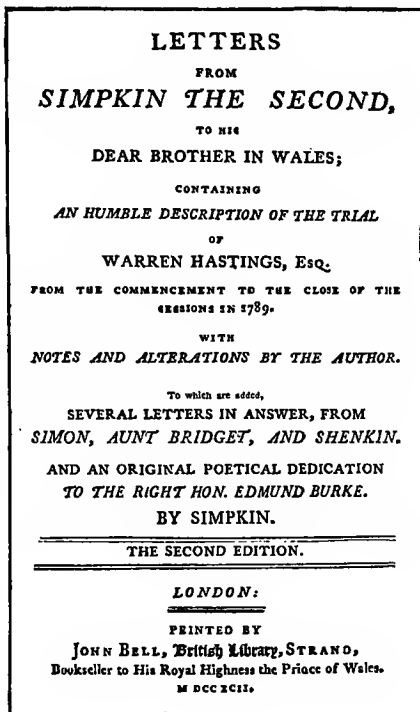 LETTERS
FROM
SIMPKIN THE SECOND,
TO HIS
DEAR BROTHER IN WALES;
CONTAINING
AN HUMBLE DESCRIPTION OF THE TRIAL
OF
WARREN HASTINGS, ESQ.
FROM THE COMMENCEMENT TO THE CLOSE OF THE
SESSIONS IN 1789.
WITH
NOTES AND ALTERATIONS BY THE AUTHOR.
To which are added,
SEVERAL LETTERS IN ANSWER, FROM
SIMON, AUNT BRIDGET, AND SHENKIN.
AND AN ORIGINAL POETICAL DEDICATION
TO THE RIGHT HON. EDMUND BURKE.
BY SIMPKIN.
THE SECOND EDITION.
LONDON:
PRINTED BY
JOHN BELL, British Library, STRAND,
Bookseller to His Royal Highness the Prince of Wales.
M DCC XCII.